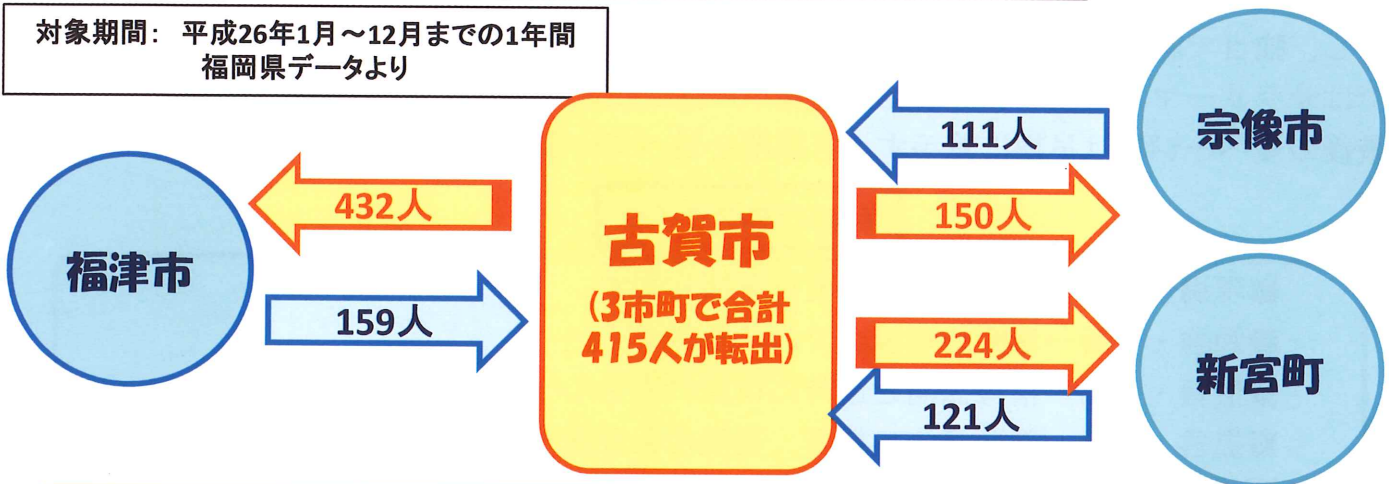 対象期間： 平成26年1月～12月までの1年間
福岡県データより
福津市
432人
159人
古賀市
(3市町で合計
415人が転出)
111人
150人
宗像市
224人
121人
新宮町